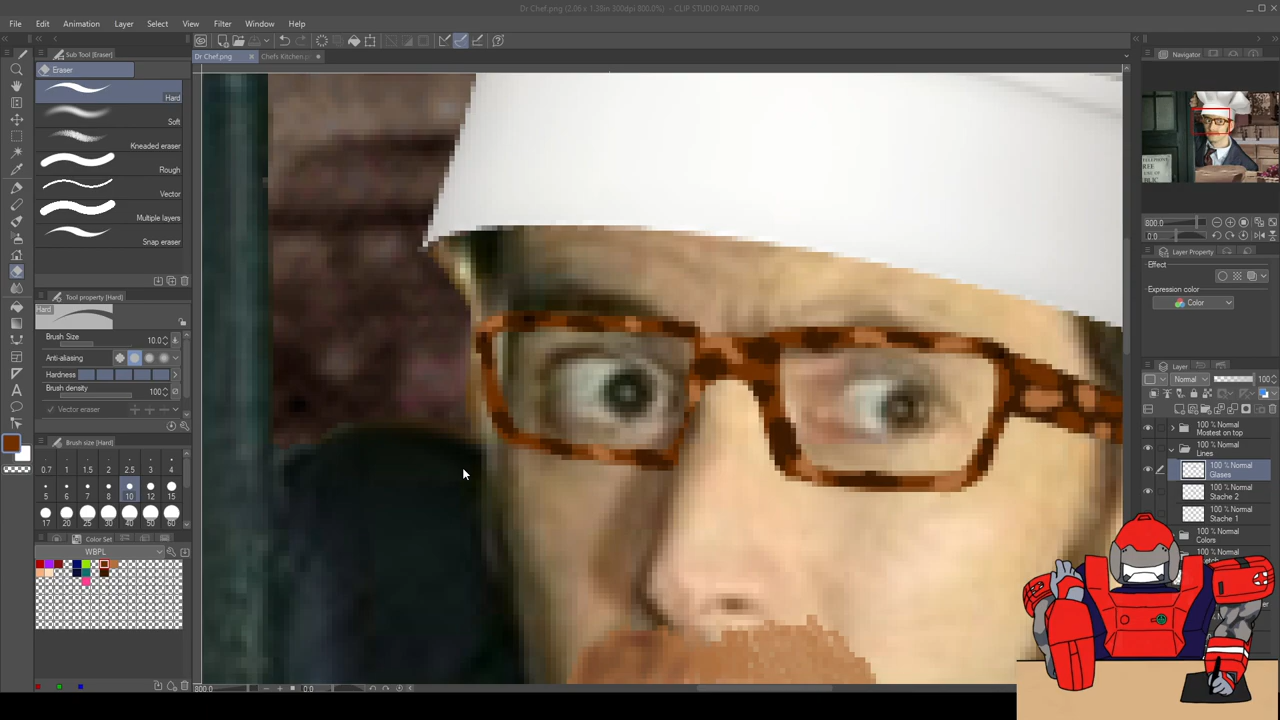 Dr Chef.png (2.06 x 1.38in 300dpi 800.0%) - CLIP STUDIO PAINT PRO
File Edit Animation Layer Select View Filter Window Help
Sub Tool [Eraser]
Dr Chef.png
Chefs Kitchen.p
Navigator
Eraser
Hard
Soft
Kneaded eraser
Rough
Vector
Multiple layers
Snap eraser
800.0
0.0
Layer Property
Effect
Expression color
Color
Tool property [Hard]
Hard
Brush Size 10.0
Anti-aliasing
Hardness
Brush density 100
Vector eraser
Layer
Normal 100
100 % Normal
Mostest on top
100 % Normal
Lines
100 % Normal
Glases
100 % Normal
Stache 2
100 % Normal
Stache 1
100 % Normal
Colors
Brush size [Hard]
0.7 1 1.5 2 2.5 3 4
5 6 7 8 10 12 15
17 20 25 30 40 50 60
Color Set
WBPL
TELEPHONE
FREE
PUBLIC
800.0
0.0